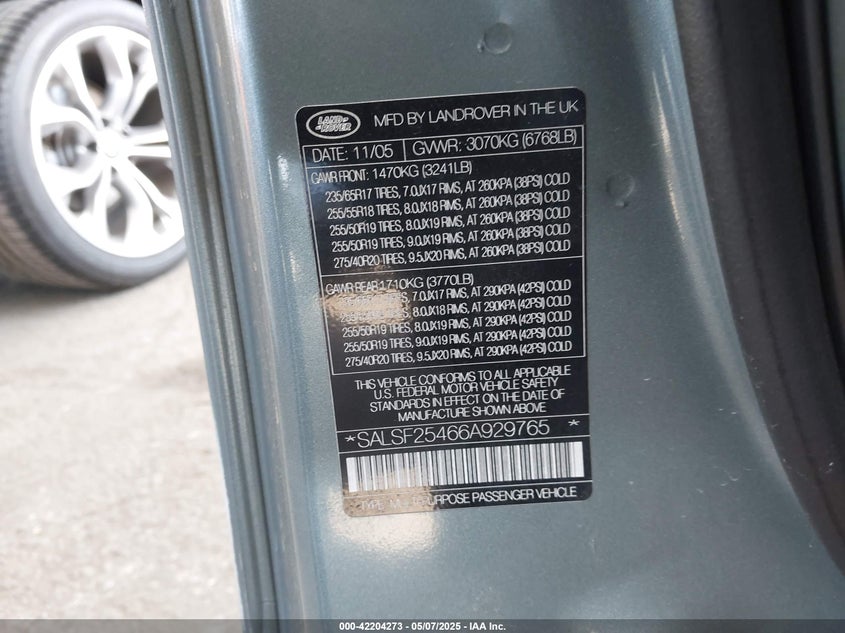 LAND ROVER
MFD BY LANDROVER IN THE UK
DATE: 11/05 GVWR: 3070KG (6768LB)
GAWR FRONT: 1470KG (3241LB)
235/65R17 TIRES, 7.0JX17 RIMS, AT 260KPA (38PSI) COLD
255/55R18 TIRES, 8.0JX18 RIMS, AT 260KPA (38PSI) COLD
255/50R19 TIRES, 8.0JX19 RIMS, AT 260KPA (38PSI) COLD
255/50R19 TIRES, 9.0JX19 RIMS, AT 260KPA (38PSI) COLD
275/40R20 TIRES, 9.5JX20 RIMS, AT 260KPA (38PSI) COLD
GAWR REAR 1710KG (3770LB)
7.0JX17 RIMS, AT 290KPA (42PSI) COLD
8.0JX18 RIMS, AT 290KPA (42PSI) COLD
255/50R19 TIRES, 8.0JX19 RIMS, AT 290KPA (42PSI) COLD
255/50R19 TIRES, 9.0JX19 RIMS, AT 290KPA (42PSI) COLD
275/40R20 TIRES, 9.5JX20 RIMS, AT 290KPA (42PSI) COLD
THIS VEHICLE CONFORMS TO ALL APPLICABLE
U.S. FEDERAL MOTOR VEHICLE SAFETY
STANDARDS IN EFFECT ON THE DATE OF
MANUFACTURE SHOWN ABOVE
*SALSF25466A929765*
TYPE: PURPOSE PASSENGER VEHICLE
000-42204273 - 05/07/2025 - IAA Inc.